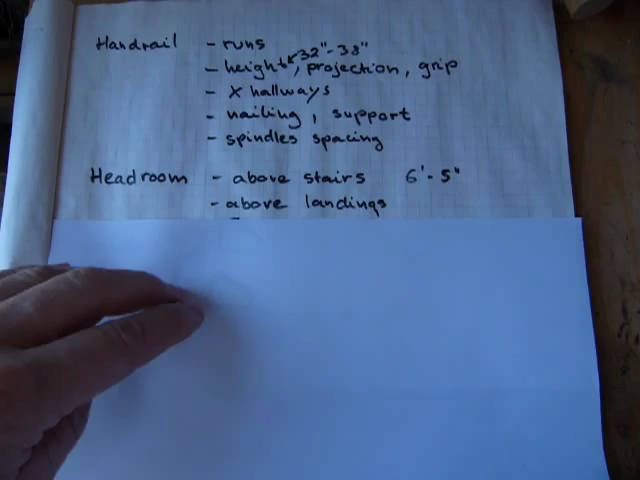 Handrail - runs
- height, projection, grip 32"-38"
- X hallways
- nailing, support
- spindles spacing
Headroom - above stairs 6'-5"
- above landings